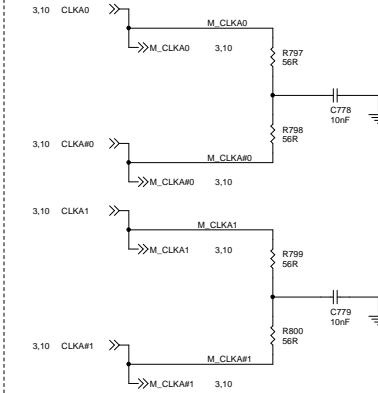 3,10 CLKA0
M_CLKA0
M_CLKA0 3,10
R797
56R
C778
10nF
R798
56R
3,10 CLKA#0
M_CLKA#0
M_CLKA#0 3,10
3,10 CLKA1
M_CLKA1
M_CLKA1 3,10
R799
56R
C779
10nF
R800
56R
3,10 CLKA#1
M_CLKA#1
M_CLKA#1 3,10